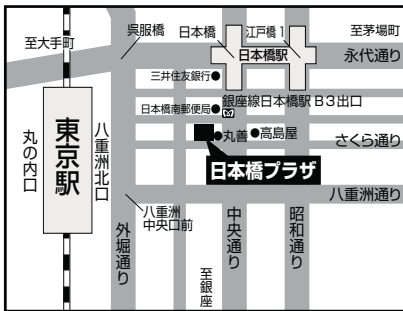 呉服橋
日本橋
江戸橋1
至茅場町
至大手町
日本橋駅
永代通り
三井住友銀行
日本橋南郵便局
銀座線日本橋駅B3出口
丸善
高島屋
さくら通り
日本橋プラザ
丸の内口
東京駅
八重洲北口
八重洲通り
八重洲
中央口前
外堀通り
至銀座
中央通り
昭和通り